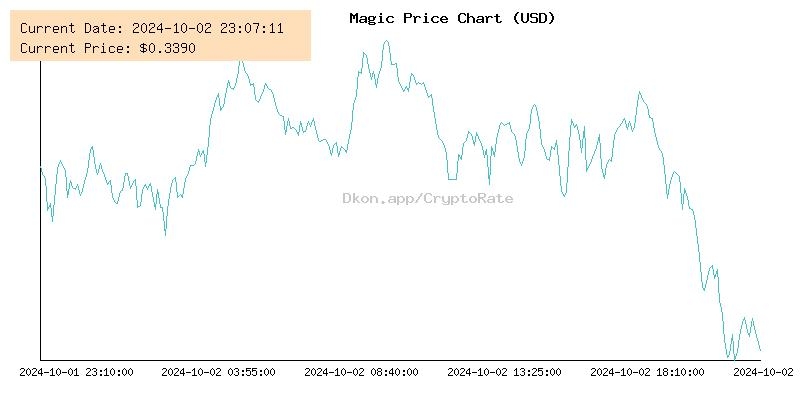 Magic Price Chart (USD)
Current Date: 2024-10-02 23:07:11
Current Price: $0.3390
Dkon.app/CryptoRate
2024-10-01 23:10:00 2024-10-02 03:55:00 2024-10-02 08:40:00 2024-10-02 13:25:00 2024-10-02 18:10:00 2024-10-02